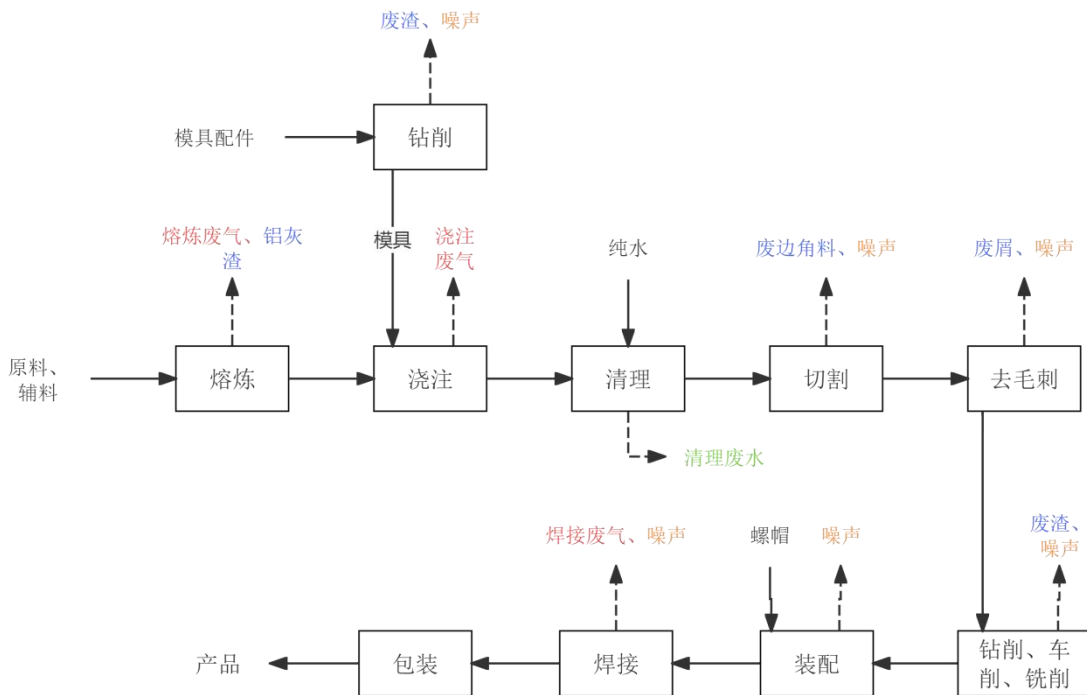 废渣、噪声
模具配件
钻削
熔炼废气、铝灰
渣
模具
浇注
废气
纯水
废边角料、噪声
废屑、噪声
原料、
辅料
熔炼
浇注
清理
切割
去毛刺
清理废水
焊接废气、噪声
螺帽
噪声
废渣、
噪声
产品
包装
焊接
装配
钻削、车
削、铣削